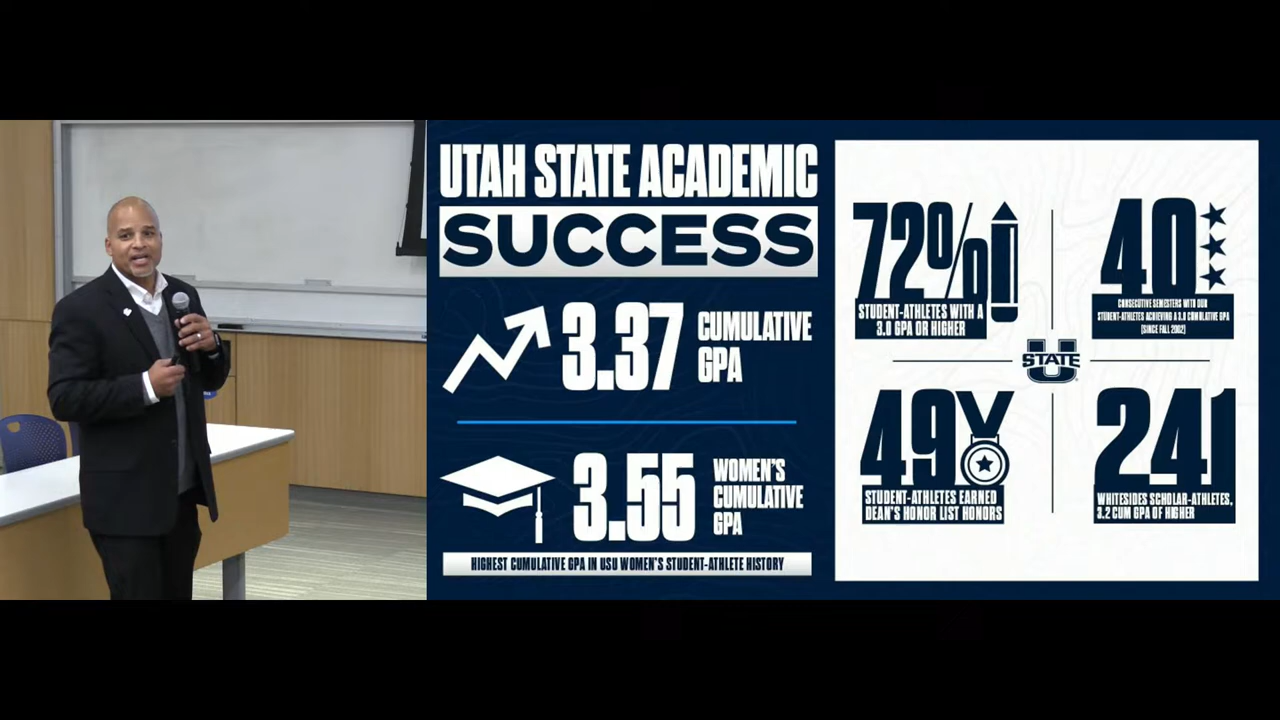 UTAH STATE ACADEMIC
SUCCESS
3.37
CUMULATIVE
GPA
3.55
WOMEN'S
CUMULATIVE
GPA
HIGHEST CUMULATIVE GPA IN USU WOMEN'S STUDENT-ATHLETE HISTORY
72%
STUDENT-ATHLETES WITH A
3.0 GPA OR HIGHER
40
CONSECUTIVE SEMESTERS WITH OUR
STUDENT-ATHLETES ACHIEVING A 3.0 CUMULATIVE GPA
(SINCE FALL 2002)
U
STATE
49
STUDENT-ATHLETES EARNED
DEAN'S HONOR LIST HONORS
241
WHITESIDES SCHOLAR-ATHLETES,
3.2 CUM GPA OF HIGHER